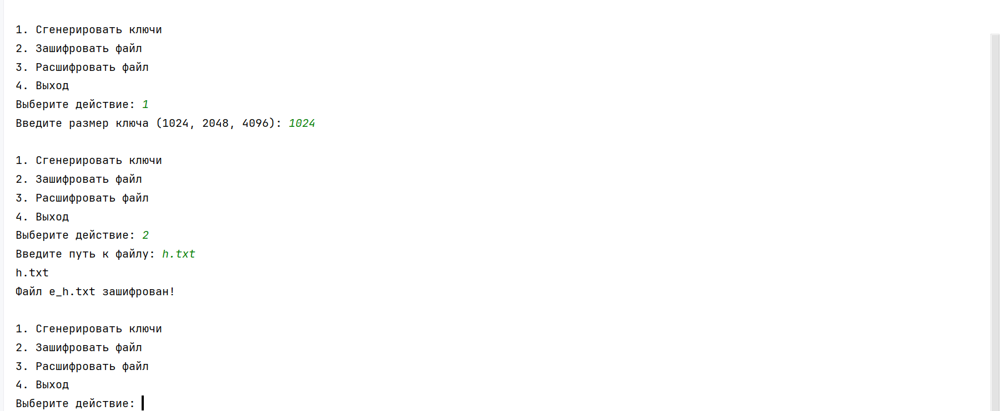 1. Сгенерировать ключи
2. Зашифровать файл
3. Расшифровать файл
4. Выход
Выберите действие: 1
Введите размер ключа (1024, 2048, 4096): 1024
1. Сгенерировать ключи
2. Зашифровать файл
3. Расшифровать файл
4. Выход
Выберите действие: 2
Введите путь к файлу: h.txt
h.txt
Файл e_h.txt зашифрован!
1. Сгенерировать ключи
2. Зашифровать файл
3. Расшифровать файл
4. Выход
Выберите действие: